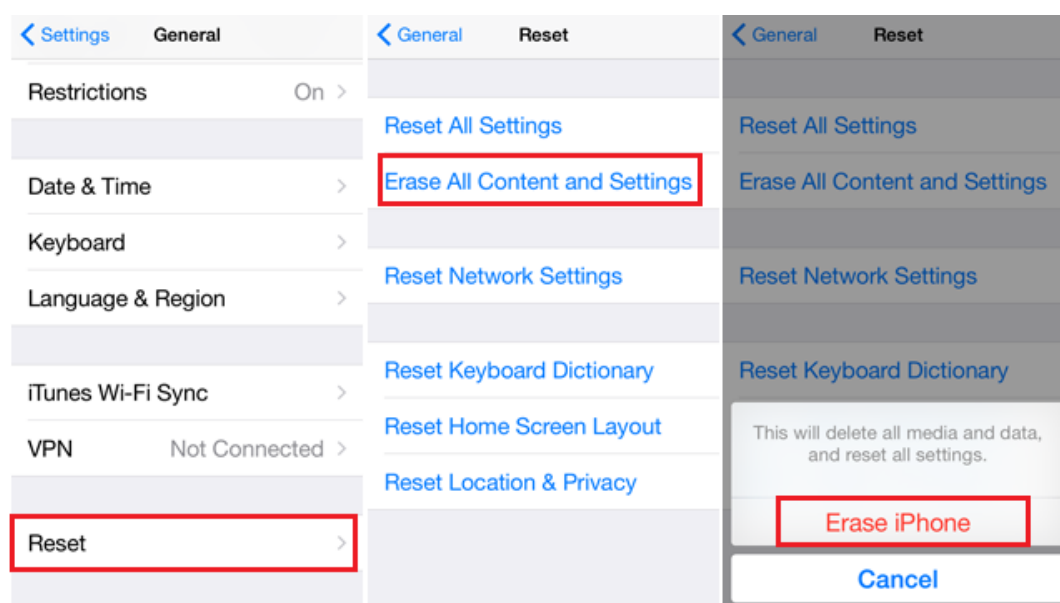 Settings General
Restrictions On
Date & Time
Keyboard
Language & Region
iTunes Wi-Fi Sync
VPN Not Connected
Reset
General Reset
Reset All Settings
Erase All Content and Settings
Reset Network Settings
Reset Keyboard Dictionary
Reset Home Screen Layout
Reset Location & Privacy
General Reset
Reset All Settings
Erase All Content and Settings
Reset Network Settings
Reset Keyboard Dictionary
This will delete all media and data,
and reset all settings.
Erase iPhone
Cancel